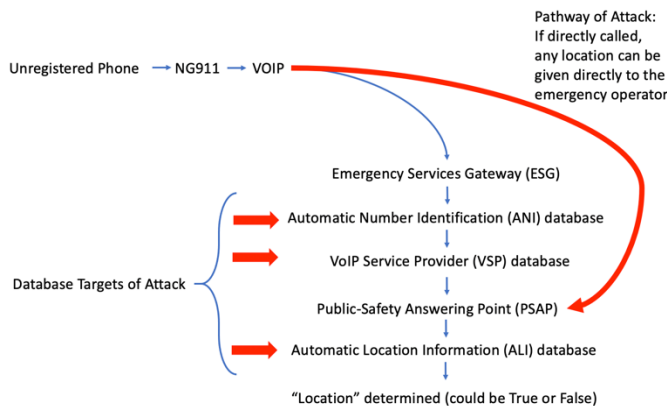 Pathway of Attack:
If directly called,
any location can be
given directly to the
emergency operator
Unregistered Phone
NG911
VOIP
Emergency Services Gateway (ESG)
Automatic Number Identification (ANI) database
VoIP Service Provider (VSP) database
Database Targets of Attack
Public-Safety Answering Point (PSAP)
Automatic Location Information (ALI) database
“Location” determined (could be True or False)